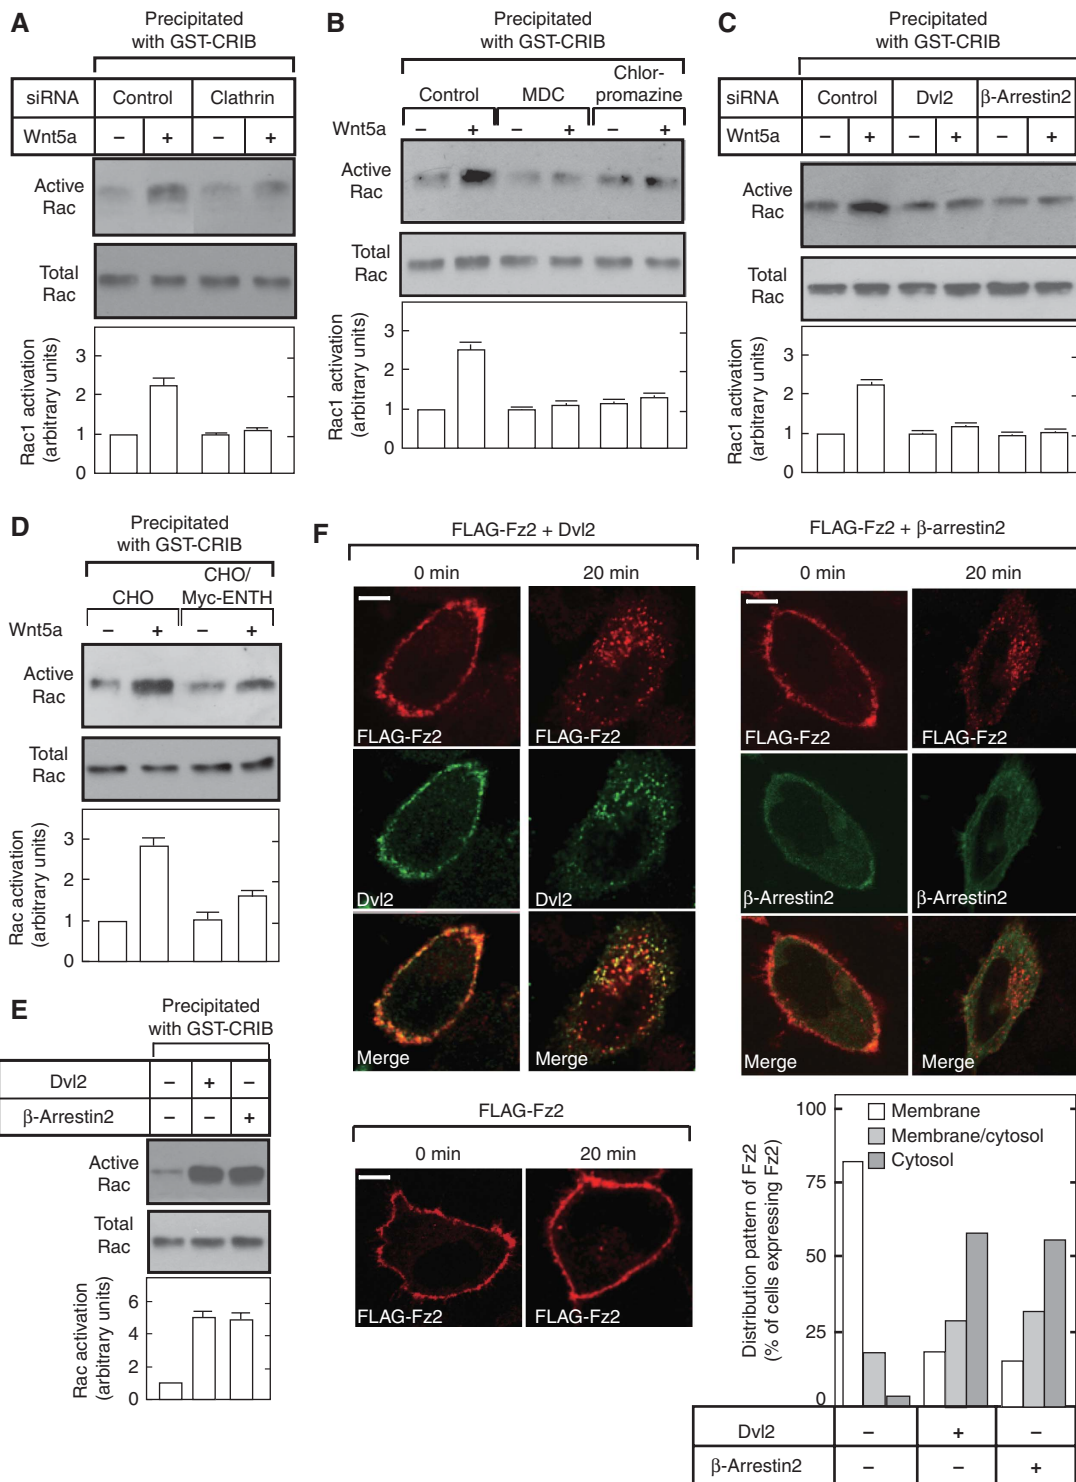 A
Precipitated
with GST-CRIB
siRNA Control Clathrin
Wnt5a – + – +
Active
Rac
Total
Rac
Rac1 activation
(arbitrary units)
3
2
1
0
B
Precipitated
with GST-CRIB
Control MDC Chlor-
promazine
Wnt5a – + – + – +
Active
Rac
Total
Rac
Rac1 activation
(arbitrary units)
3
2
1
0
C
Precipitated
with GST-CRIB
siRNA Control Dvl2 β-Arrestin2
Wnt5a – + – + – +
Active
Rac
Total
Rac
Rac1 activation
(arbitrary units)
3
2
1
0
D
Precipitated
with GST-CRIB
CHO CHO/
Myc-ENTH
Wnt5a – + – +
Active
Rac
Total
Rac
Rac activation
(arbitrary units)
3
2
1
0
E
Precipitated
with GST-CRIB
Dvl2 – + –
β-Arrestin2 – – +
Active
Rac
Total
Rac
Rac activation
(arbitrary units)
6
4
2
0
F
FLAG-Fz2 + Dvl2
0 min 20 min
FLAG-Fz2 FLAG-Fz2
Dvl2 Dvl2
Merge Merge
FLAG-Fz2 + β-arrestin2
0 min 20 min
FLAG-Fz2 FLAG-Fz2
β-Arrestin2 β-Arrestin2
Merge Merge
FLAG-Fz2
0 min 20 min
FLAG-Fz2 FLAG-Fz2
Distribution pattern of Fz2
(% of cells expressing Fz2)
100
75
50
25
0
Membrane
Membrane/cytosol
Cytosol
Dvl2 – + –
β-Arrestin2 – – +